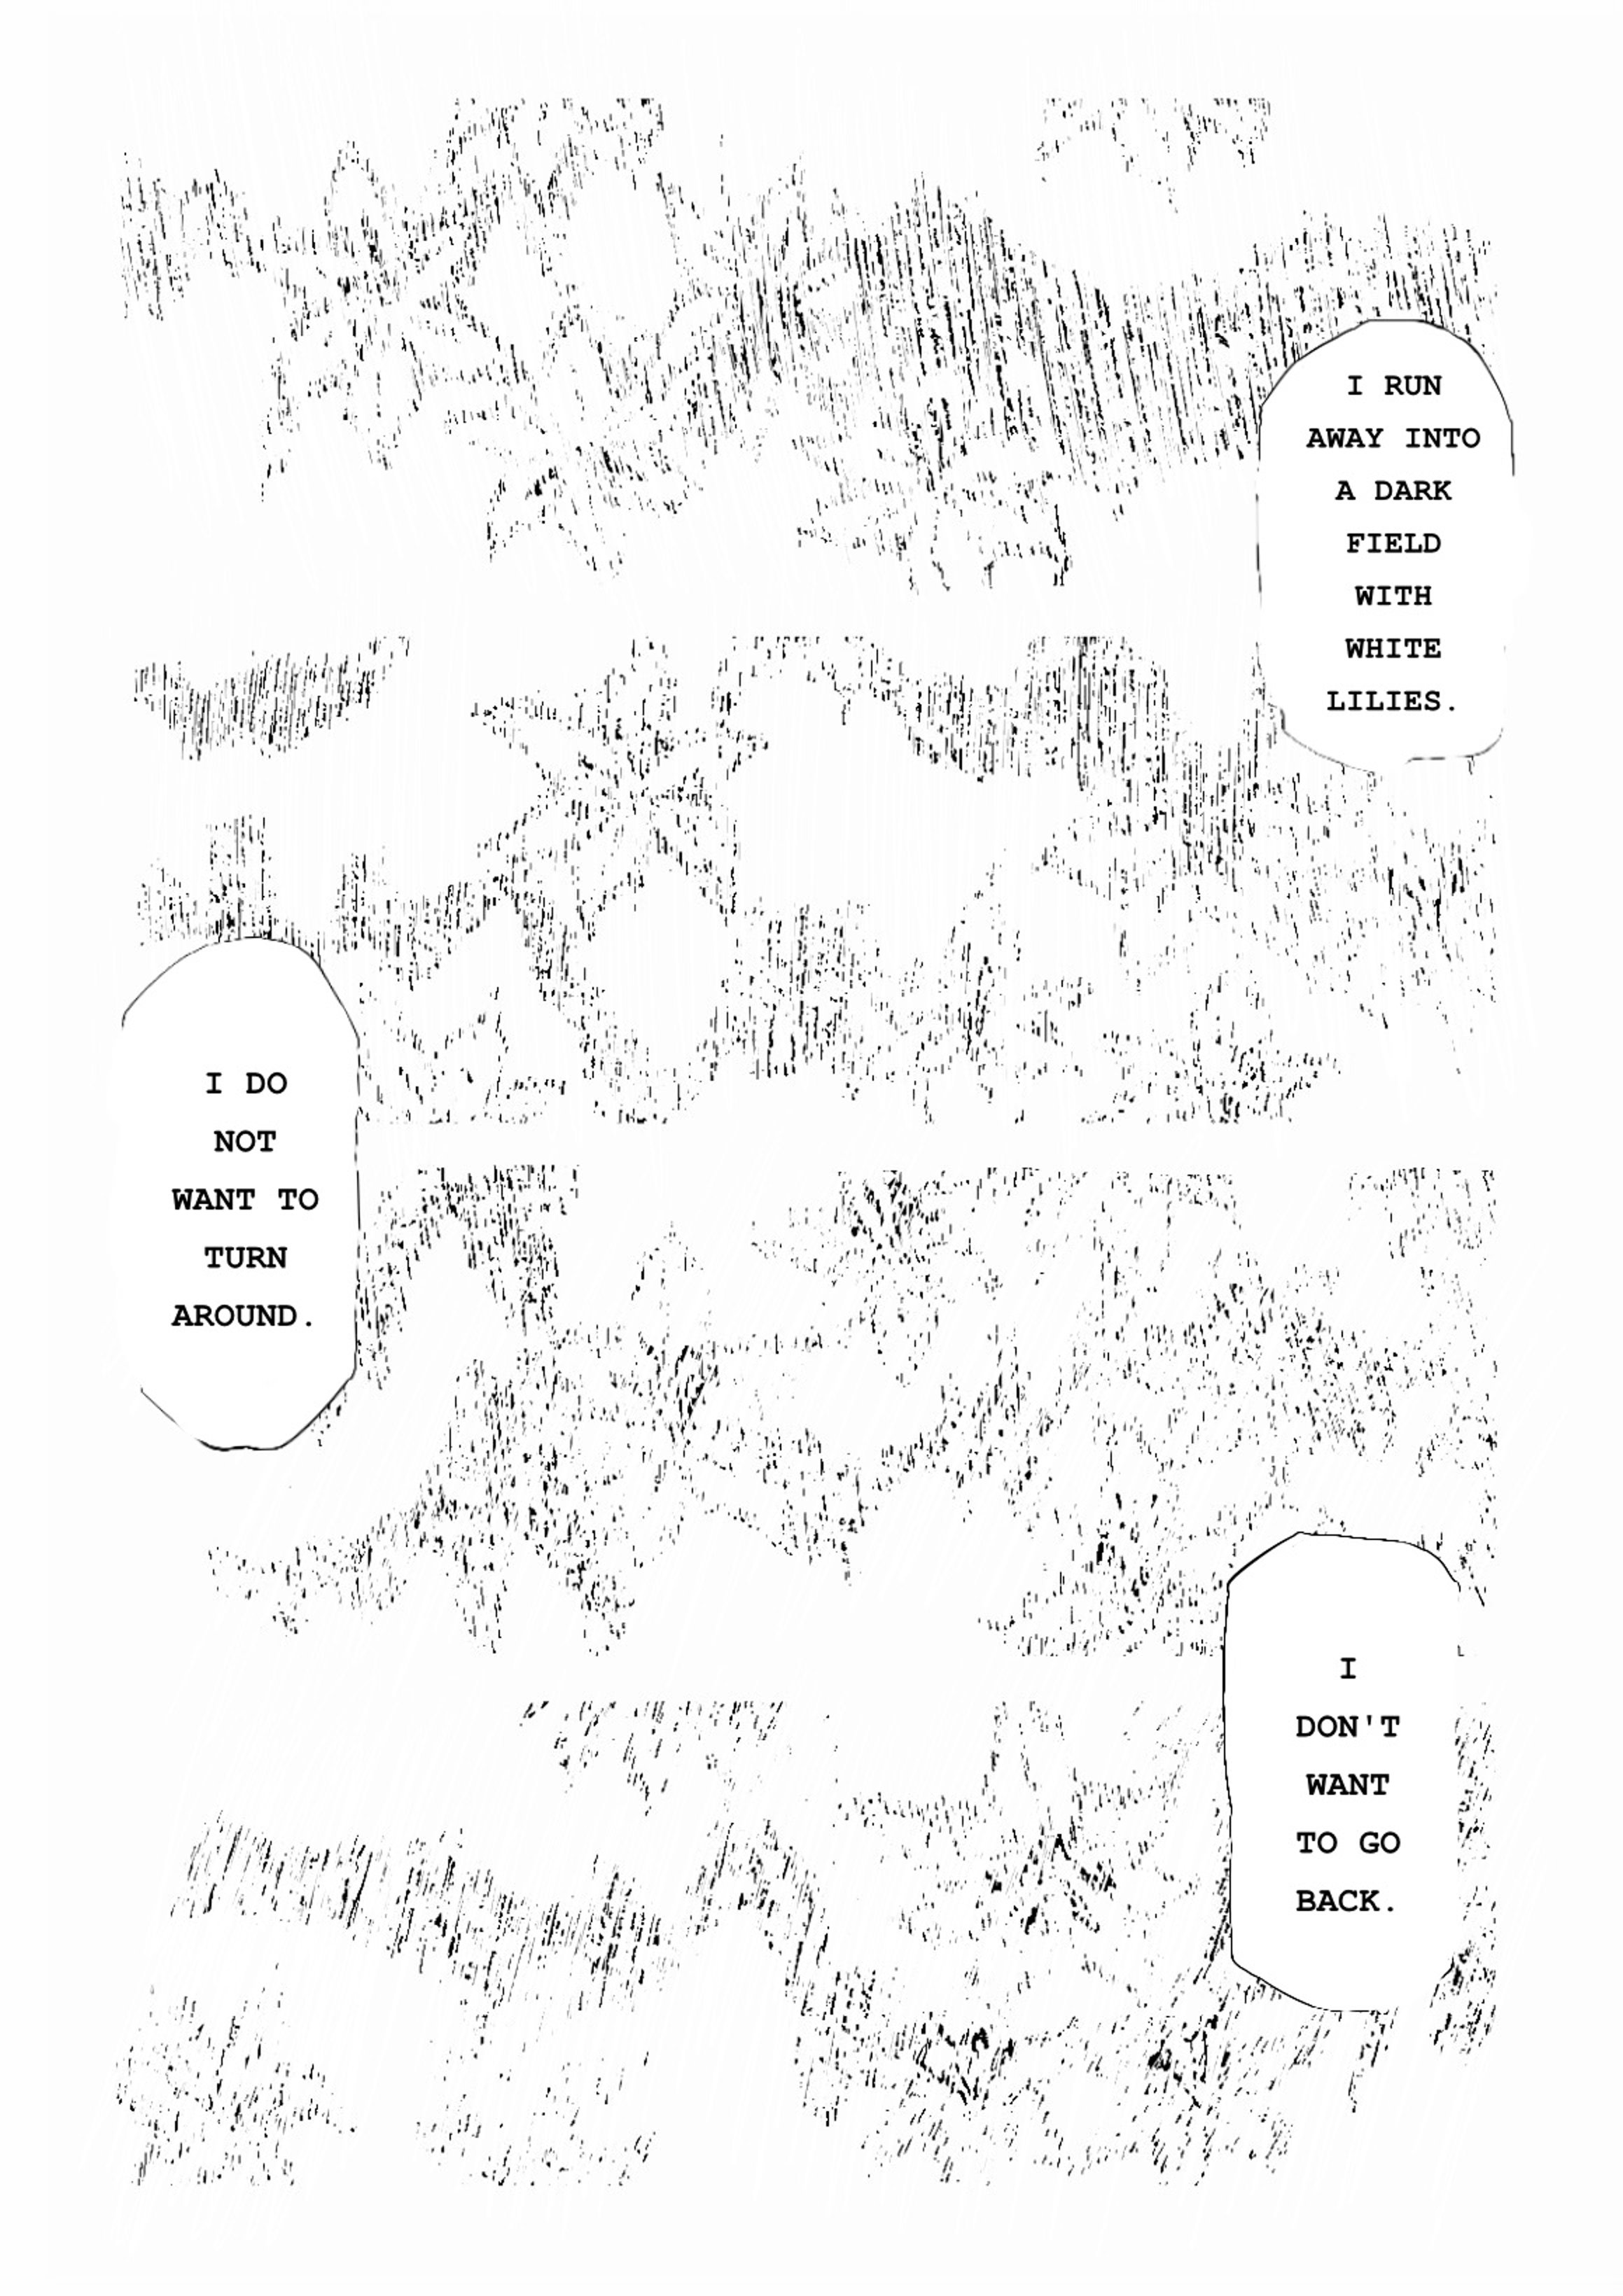 I RUN
AWAY INTO
A DARK
FIELD
WITH
WHITE
LILIES.
I DO
NOT
WANT TO
TURN
AROUND.
I
DON'T
WANT
TO GO
BACK.